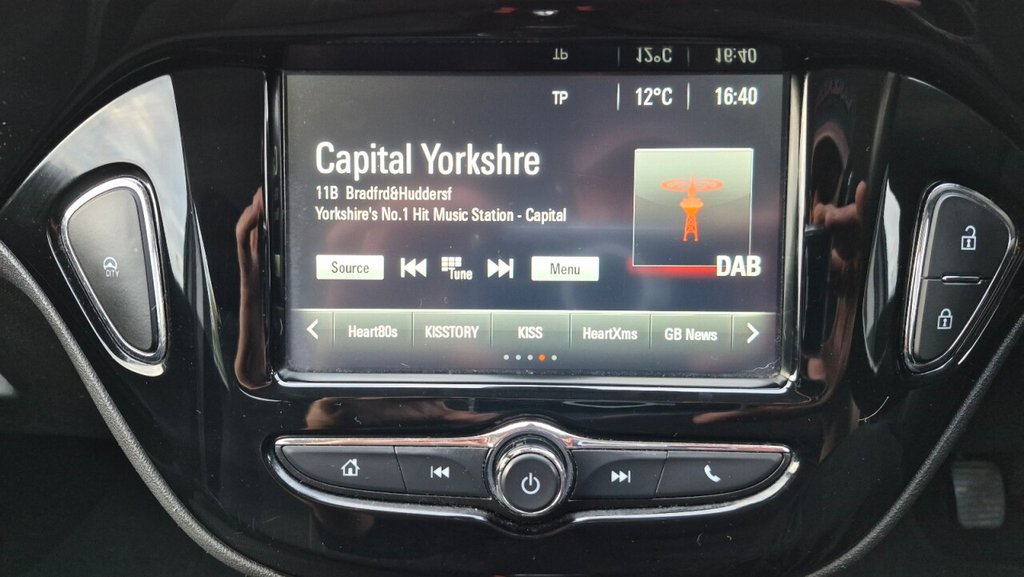 TP | 12°C | 16:40
Capital Yorkshre
11B Bradfrd&Huddersf
Yorkshire's No.1 Hit Music Station - Capital
DAB
Source
Tune
Menu
Heart80s KISSTORY KISS HeartXms GB News
CITY